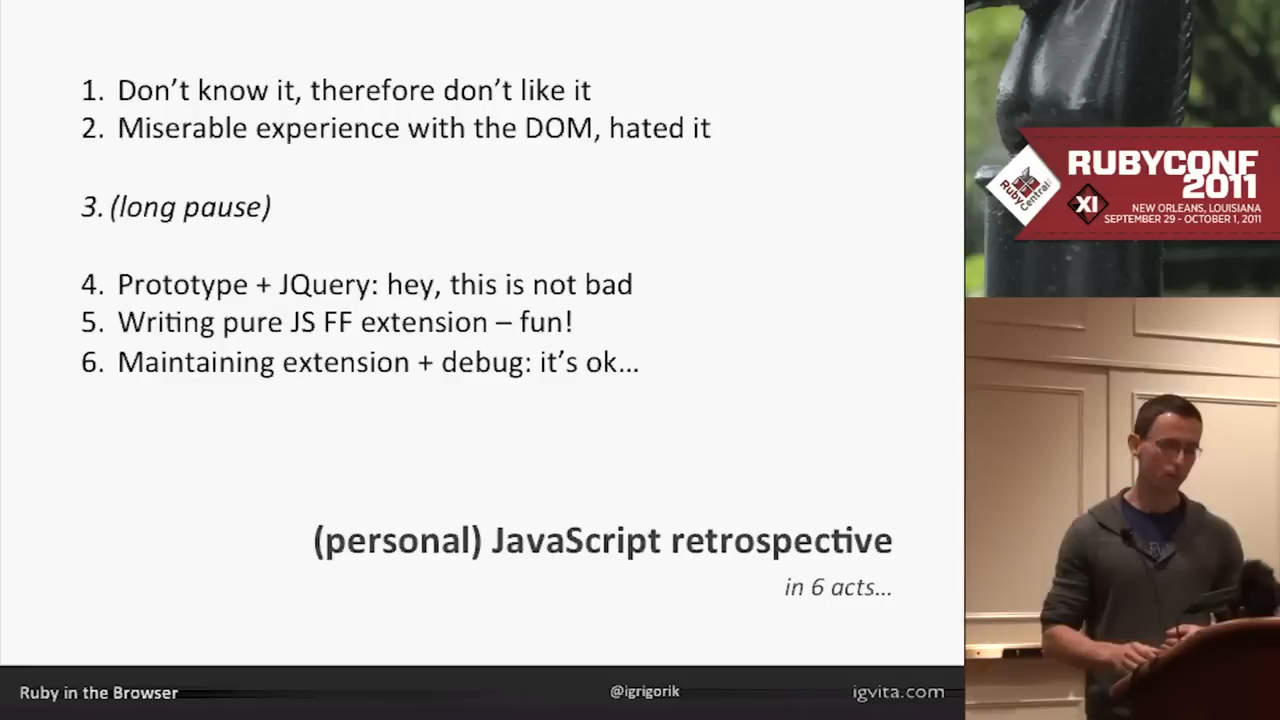 1. Don't know it, therefore don't like it
2. Miserable experience with the DOM, hated it
3. (long pause)
4. Prototype + JQuery: hey, this is not bad
5. Writing pure JS FF extension – fun!
6. Maintaining extension + debug: it's ok…
(personal) JavaScript retrospective
in 6 acts…
Ruby in the Browser
@igrigorik
igvita.com
RubyCentral
RUBYCONF
2011
XI
NEW ORLEANS, LOUISIANA
SEPTEMBER 29 - OCTOBER 1, 2011